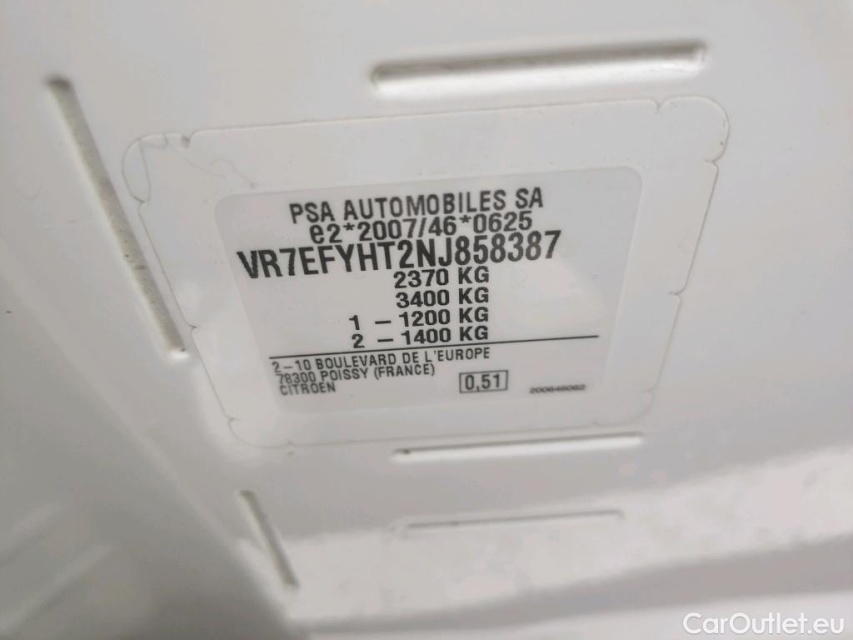 PSA AUTOMOBILES SA
e2*2007/46*0625
VR7EFYHT2NJ858387
2370 KG
3400 KG
1 – 1200 KG
2 – 1400 KG
2–10 BOULEVARD DE L'EUROPE
78300 POISSY (FRANCE)
CITROEN
0,51
CarOutlet.eu